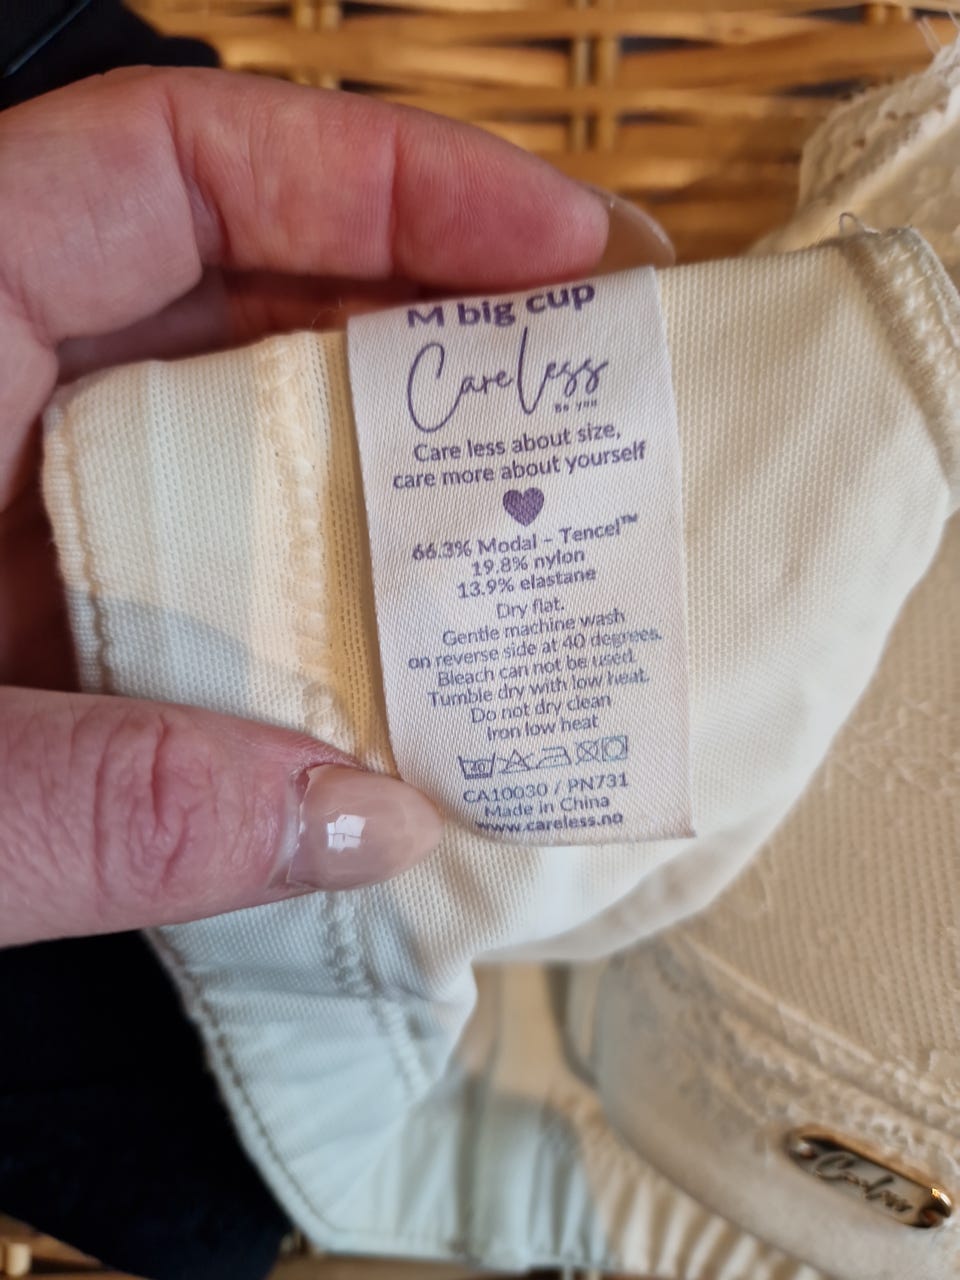 M big cup
CareLess
Be you
Care less about size,
care more about yourself
66.3% Modal - Tencel™
19.8% nylon
13.9% elastane
Dry flat.
Gentle machine wash
on reverse side at 40 degrees.
Bleach can not be used.
Tumble dry with low heat.
Do not dry clean
Iron low heat
40
CA10030 / PN731
Made in China
www.careless.no
CareLess